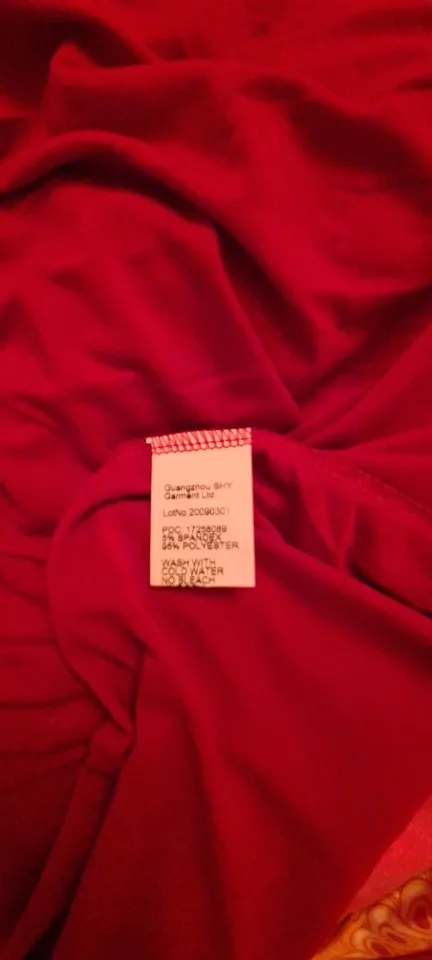 Guangzhou SHY
Garment Ltd
LotNo 20090301
PDC: 17258089
5% SPANDEX
95% POLYESTER
WASH WITH
COLD WATER
NO BLEACH